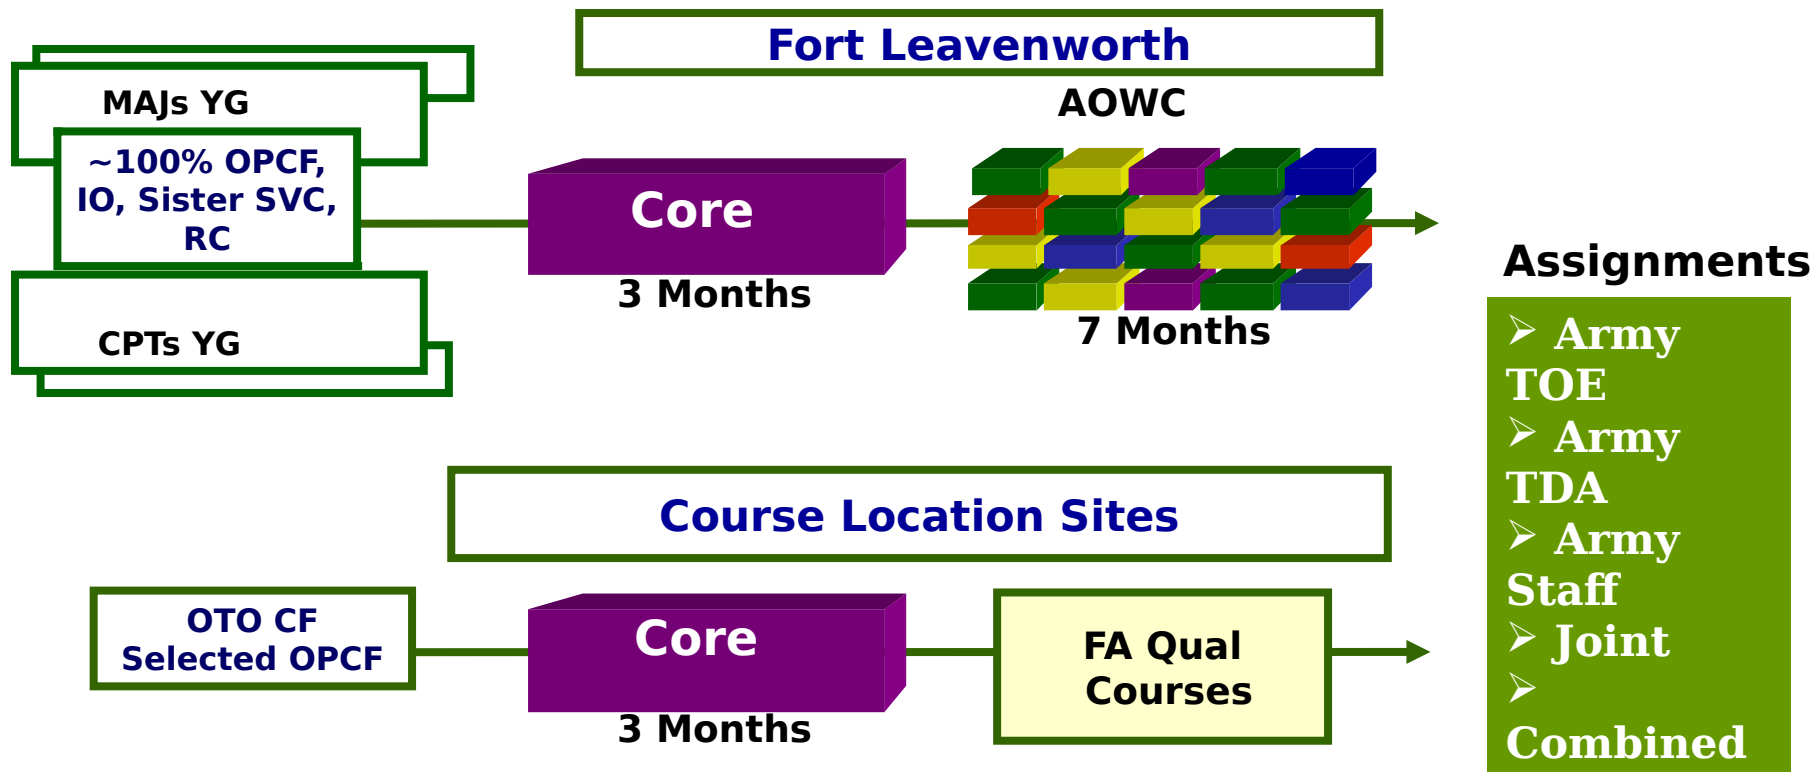 Fort Leavenworth
AOWC
MAJs YG
~100% OPCF,
IO, Sister SVC,
RC
CPTs YG
Core
3 Months
7 Months
Course Location Sites
OTO CF
Selected OPCF
Core
3 Months
FA Qual
Courses
Assignments
➢ Army
TOE
➢ Army
TDA
➢ Army
Staff
➢ Joint
➢
Combined